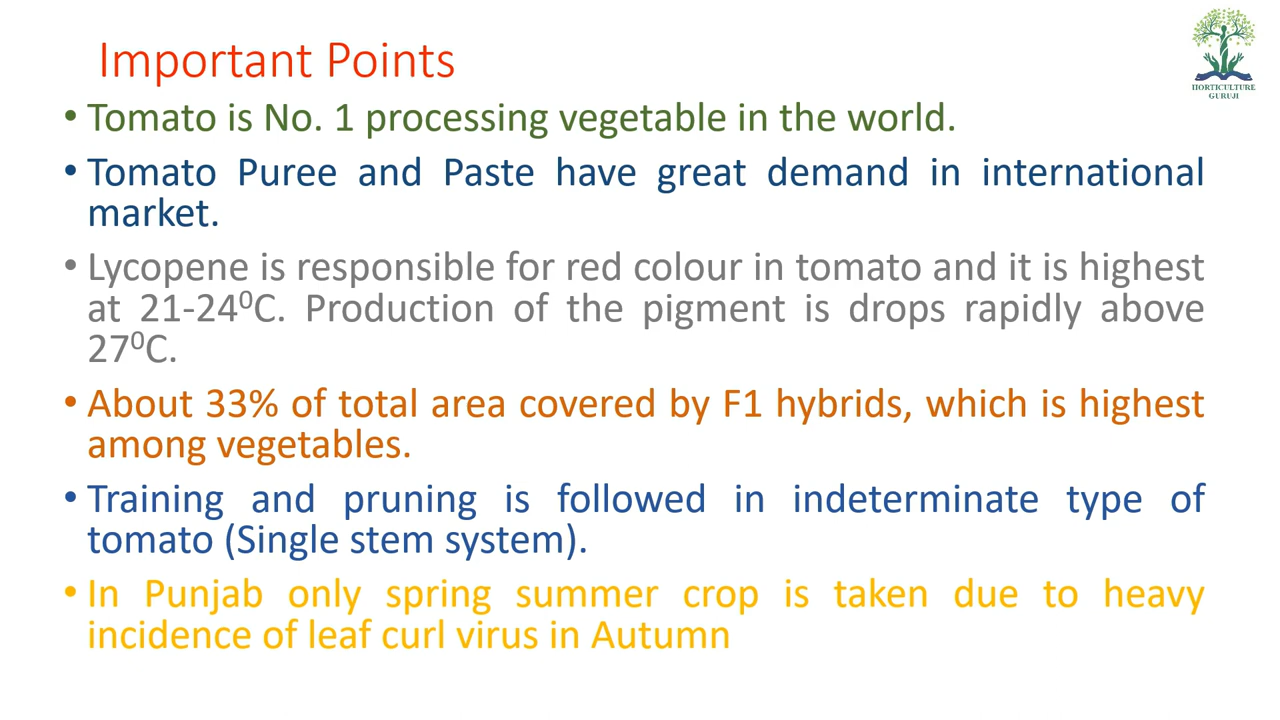 Important Points
HORTICULTURE
GURUJI
• Tomato is No. 1 processing vegetable in the world.
• Tomato Puree and Paste have great demand in international
market.
• Lycopene is responsible for red colour in tomato and it is highest
at 21-24⁰C. Production of the pigment is drops rapidly above
27⁰C.
• About 33% of total area covered by F1 hybrids, which is highest
among vegetables.
• Training and pruning is followed in indeterminate type of
tomato (Single stem system).
• In Punjab only spring summer crop is taken due to heavy
incidence of leaf curl virus in Autumn